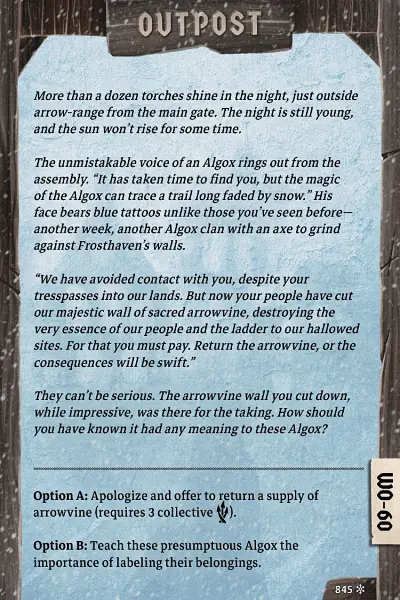 OUTPOST
More than a dozen torches shine in the night, just outside
arrow-range from the main gate. The night is still young,
and the sun won't rise for some time.
The unmistakable voice of an Algox rings out from the
assembly. “It has taken time to find you, but the magic
of the Algox can trace a trail long faded by snow.” His
face bears blue tattoos unlike those you've seen before—
another week, another Algox clan with an axe to grind
against Frosthaven's walls.
“We have avoided contact with you, despite your
tresspasses into our lands. But now your people have cut
our majestic wall of sacred arrowvine, destroying the
very essence of our people and the ladder to our hallowed
sites. For that you must pay. Return the arrowvine, or the
consequences will be swift.”
They can't be serious. The arrowvine wall you cut down,
while impressive, was there for the taking. How should
you have known it had any meaning to these Algox?
Option A: Apologize and offer to return a supply of
arrowvine (requires 3 collective ).
Option B: Teach these presumptuous Algox the
importance of labeling their belongings.
WO-09
845